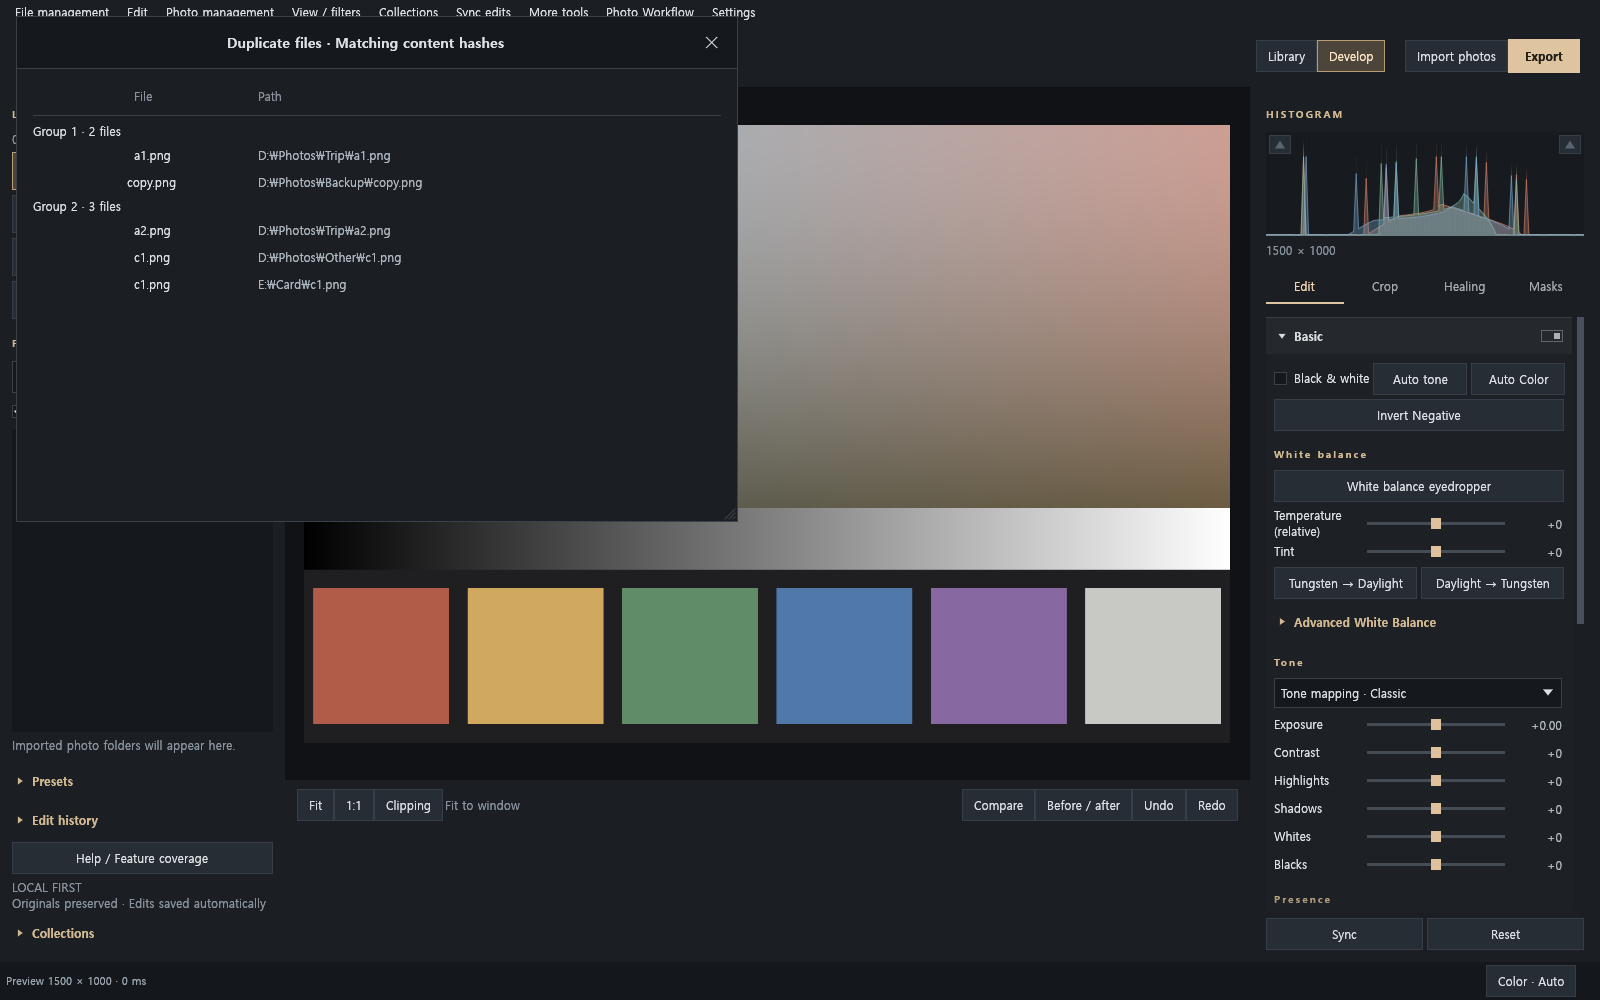 File management Edit Photo management View / filters Collections Sync edits More tools Photo Workflow Settings
Duplicate files · Matching content hashes
File Path
Group 1 · 2 files
a1.png D:₩Photos₩Trip₩a1.png
copy.png D:₩Photos₩Backup₩copy.png
Group 2 · 3 files
a2.png D:₩Photos₩Trip₩a2.png
c1.png D:₩Photos₩Other₩c1.png
c1.png E:₩Card₩c1.png
Library Develop Import photos Export
HISTOGRAM
1500 × 1000
Edit Crop Healing Masks
Basic
Black & white Auto tone Auto Color
Invert Negative
White balance
White balance eyedropper
Temperature
(relative) +0
Tint +0
Tungsten → Daylight Daylight → Tungsten
Advanced White Balance
Tone
Tone mapping · Classic
Exposure +0.00
Contrast +0
Highlights +0
Shadows +0
Whites +0
Blacks +0
Presence
Sync Reset
Imported photo folders will appear here.
Presets
Edit history
Help / Feature coverage
LOCAL FIRST
Originals preserved · Edits saved automatically
Collections
Fit 1:1 Clipping Fit to window
Compare Before / after Undo Redo
Preview 1500 × 1000 · 0 ms
Color · Auto